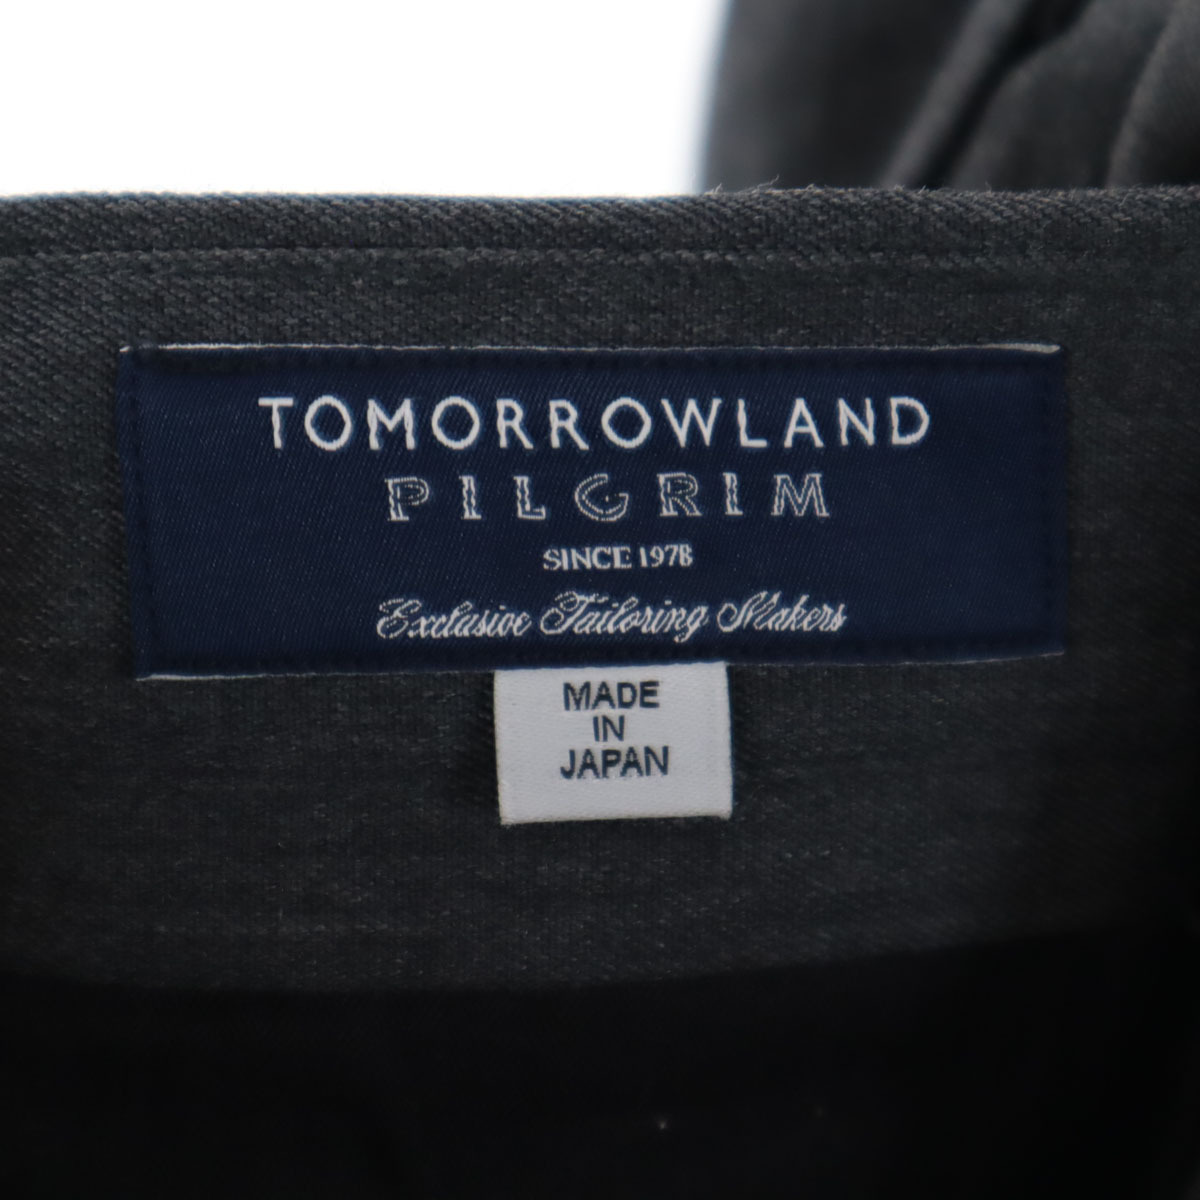 TOMORROWLAND
PILGRIM
SINCE 1978
Exclusive Tailoring Makers
MADE
IN
JAPAN